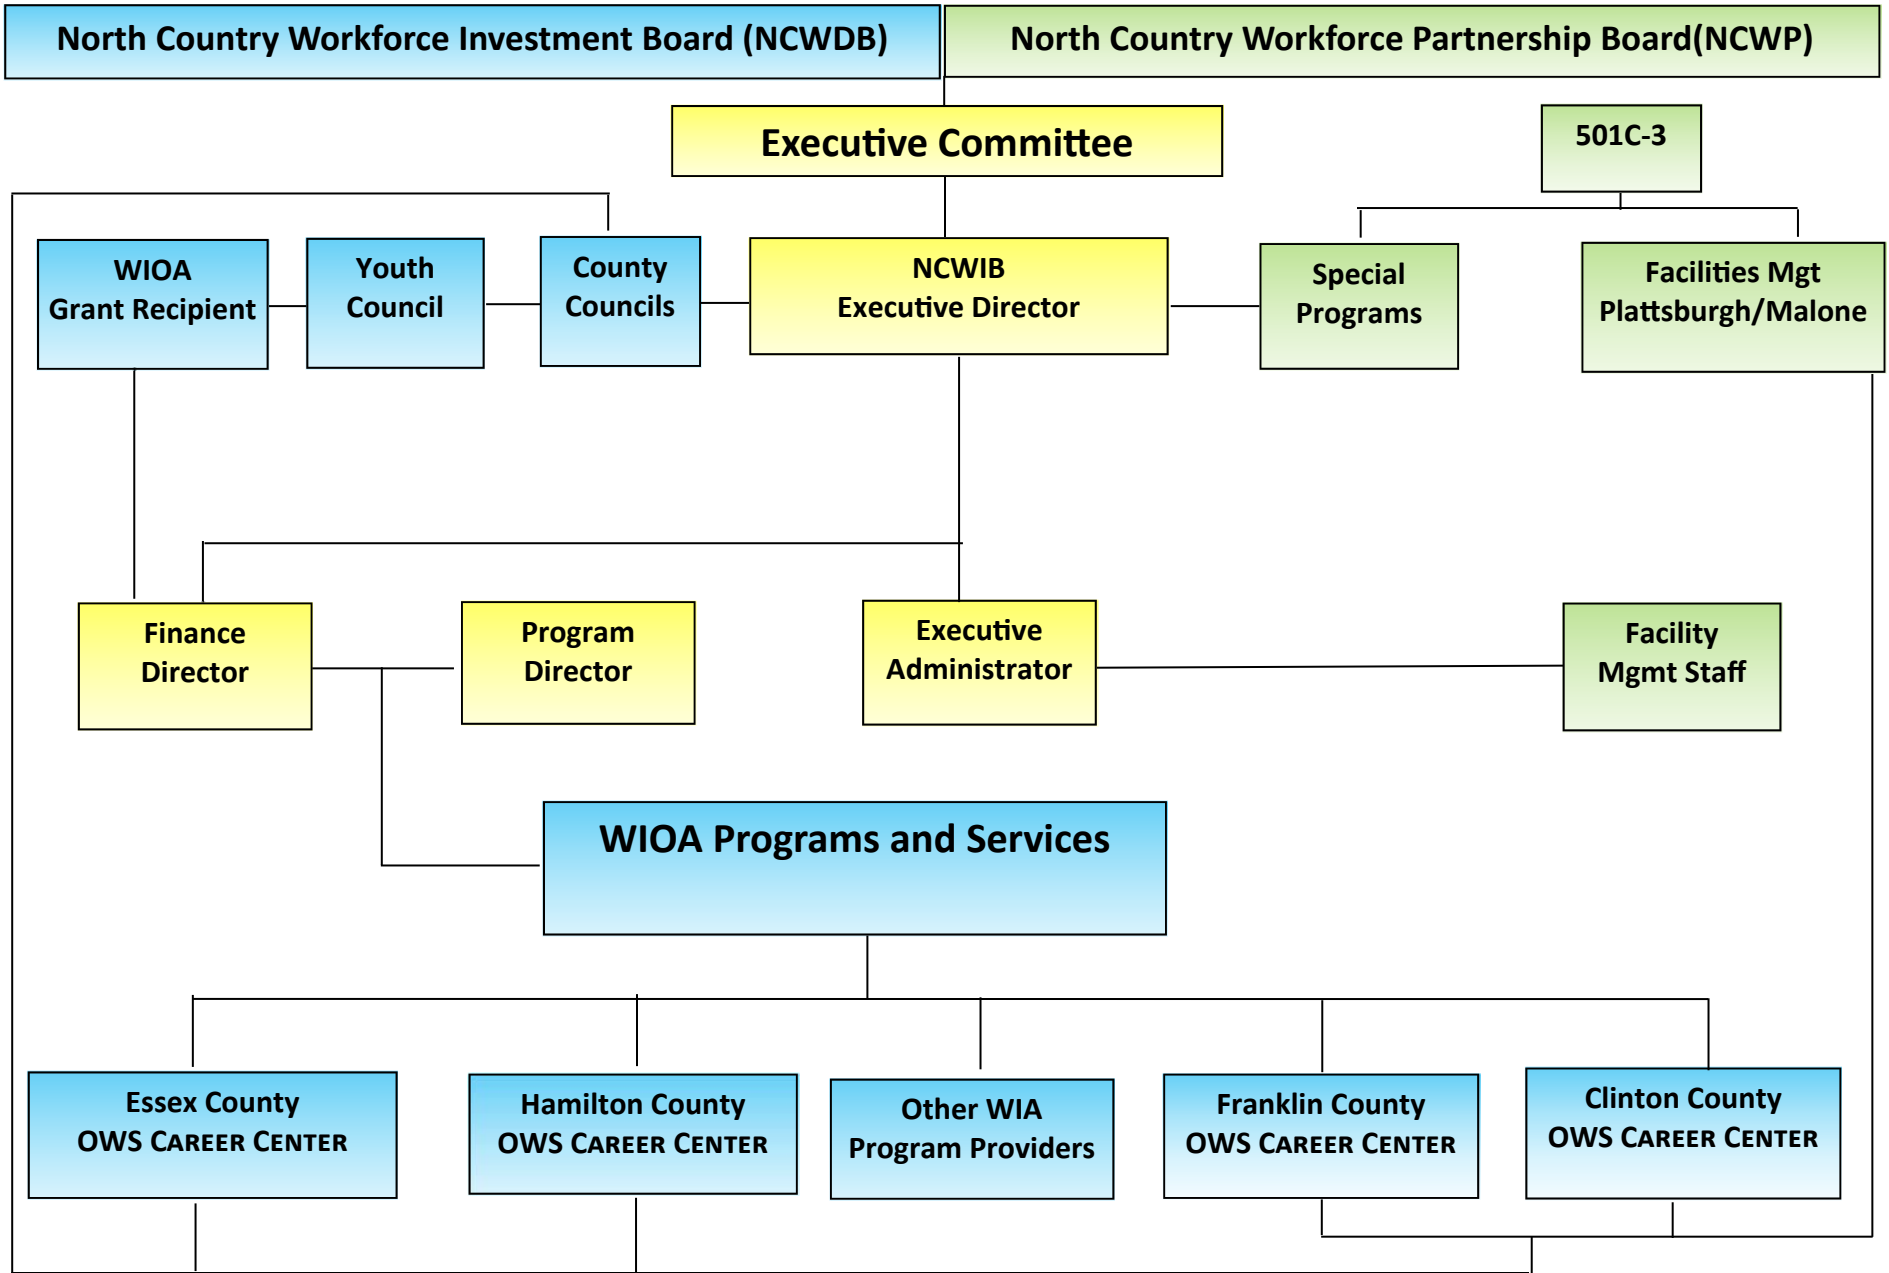 North Country Workforce Investment Board (NCWDB)
North Country Workforce Partnership Board(NCWP)
Executive Committee
501C-3
WIOA
Grant Recipient
Youth
Council
County
Councils
NCWIB
Executive Director
Special
Programs
Facilities Mgt
Plattsburgh/Malone
Finance
Director
Program
Director
Executive
Administrator
Facility
Mgmt Staff
WIOA Programs and Services
Essex County
OWS CAREER CENTER
Hamilton County
OWS CAREER CENTER
Other WIA
Program Providers
Franklin County
OWS CAREER CENTER
Clinton County
OWS CAREER CENTER